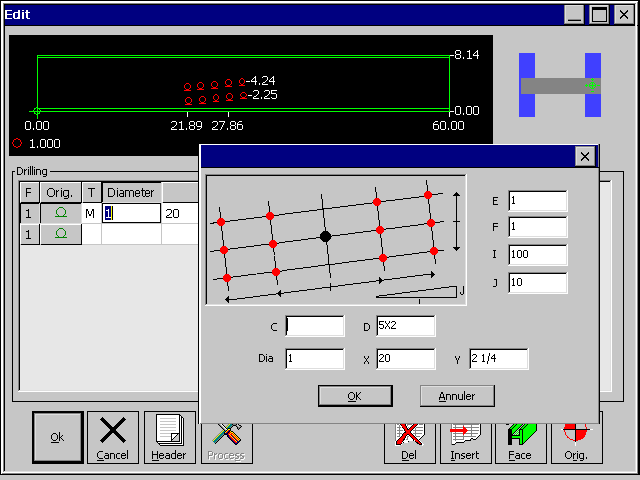 Edit
8.14
-4.24
-2.25
0.00
0.00
21.89
27.86
60.00
1.000
Drilling
F
Orig.
T
Diameter
1
M
1
20
1
J
E
1
F
1
I
100
J
10
C
D
5X2
Dia
1
X
20
Y
2 1/4
OK
Annuler
Ok
Cancel
Header
Process
Del
Insert
Face
Orig.